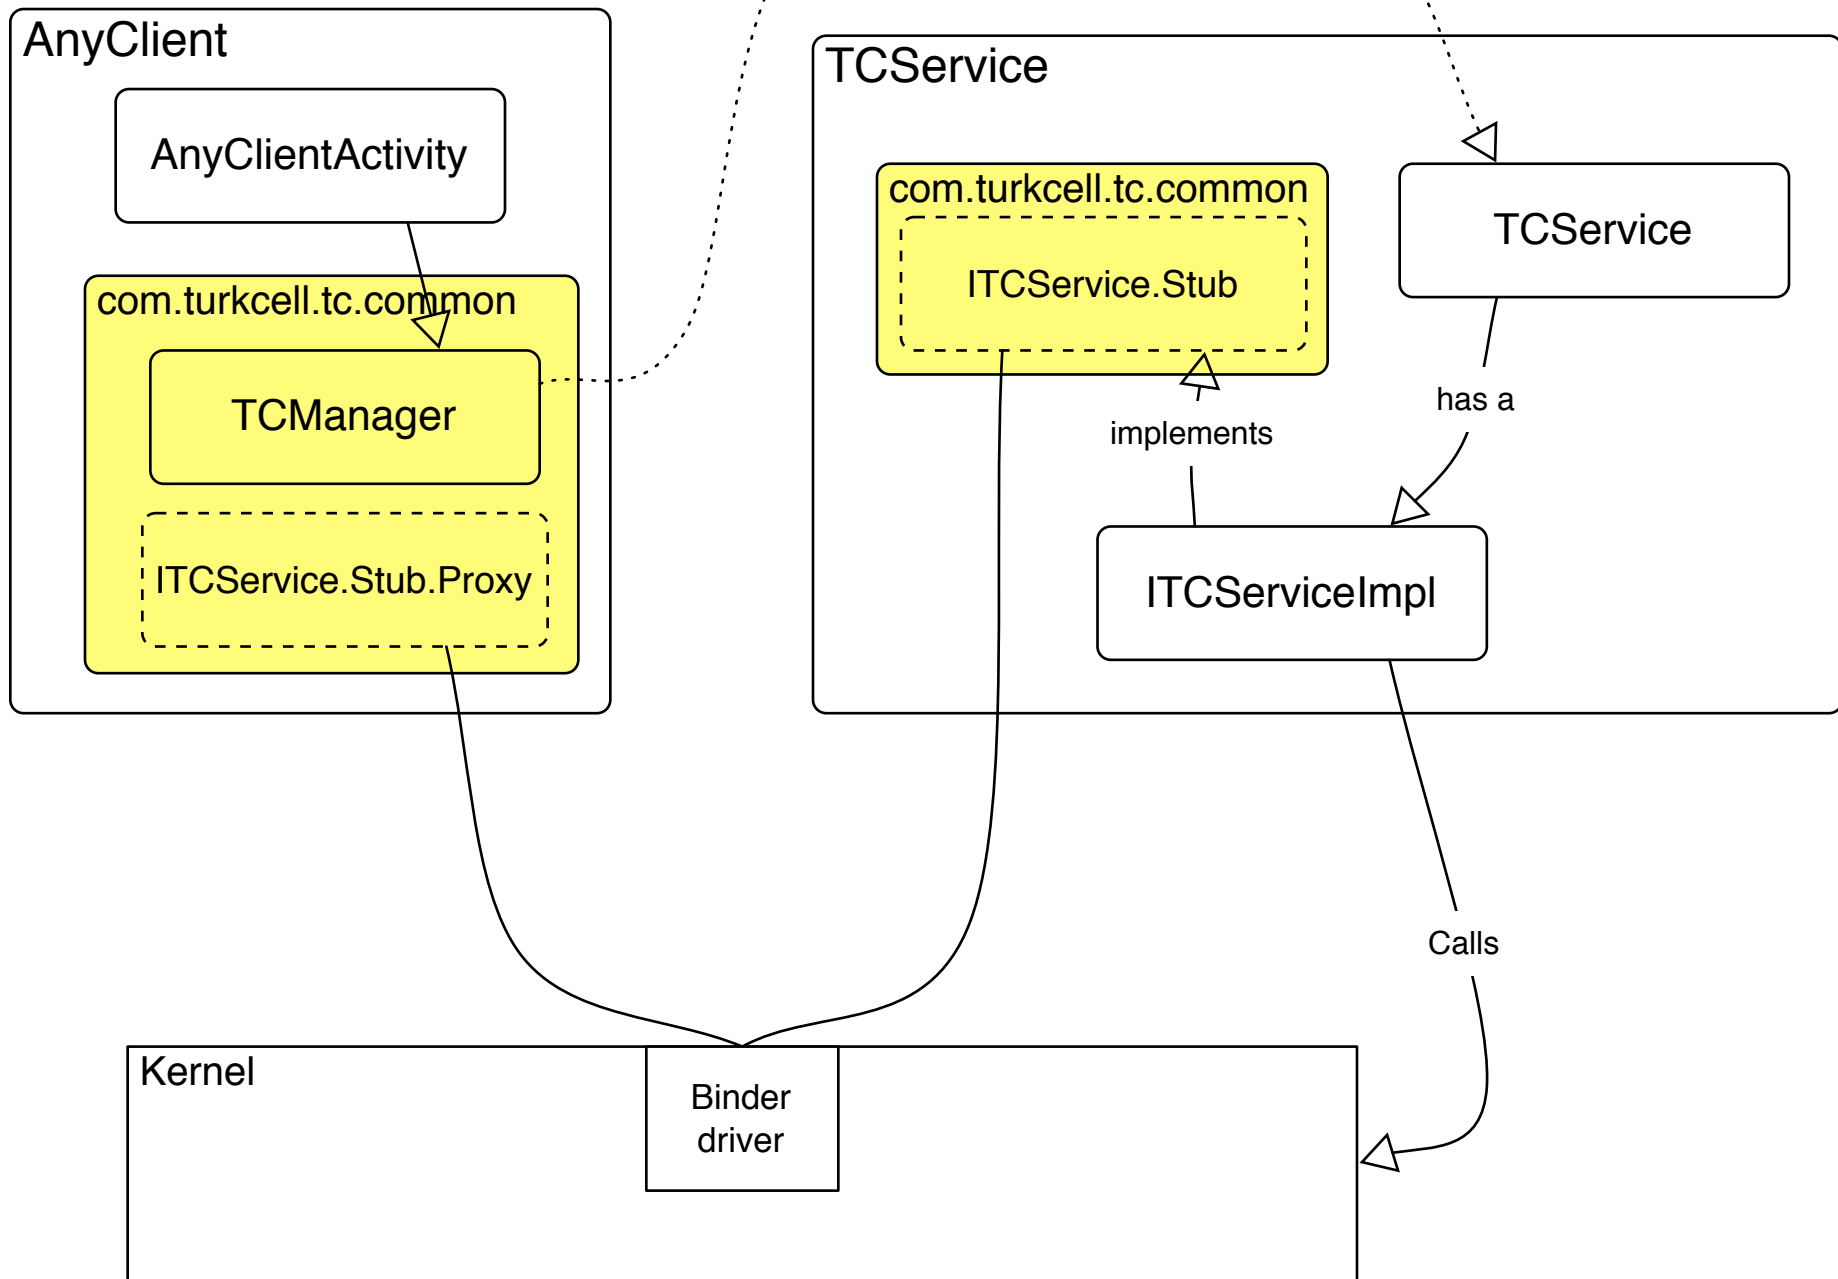 AnyClient
AnyClientActivity
com.turkcell.tc.common
TCManager
ITCService.Stub.Proxy
TCService
com.turkcell.tc.common
ITCService.Stub
TCService
has a
implements
ITCServiceImpl
Calls
Kernel
Binder
driver